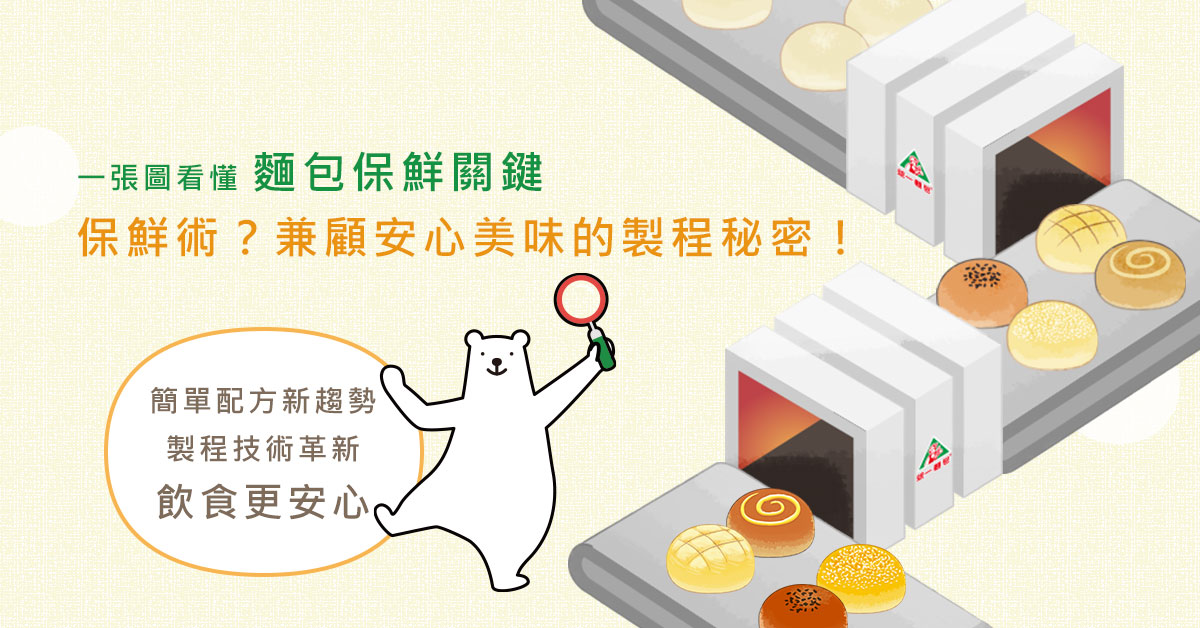 一張圖看懂 麵包保鮮關鍵
保鮮術？兼顧安心美味的製程秘密！
簡單配方新趨勢
製程技術革新
飲食更安心